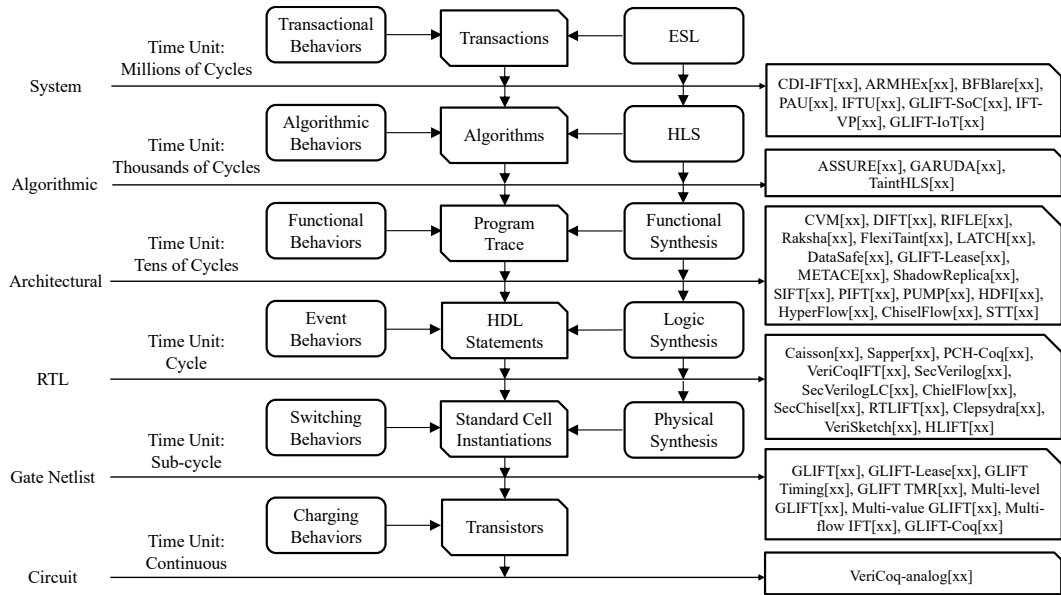 Transactional
Behaviors
Transactions
ESL
Time Unit:
Millions of Cycles
System
CDI-IFT[xx], ARMHEx[xx], BFBlare[xx],
PAU[xx], IFTU[xx], GLIFT-SoC[xx], IFT-
VP[xx], GLIFT-IoT[xx]
Algorithmic
Behaviors
Algorithms
HLS
Time Unit:
Thousands of Cycles
Algorithmic
ASSURE[xx], GARUDA[xx],
TaintHLS[xx]
Functional
Behaviors
Program
Trace
Functional
Synthesis
Time Unit:
Tens of Cycles
Architectural
CVM[xx], DIFT[xx], RIFLE[xx],
Raksha[xx], FlexiTaint[xx], LATCH[xx],
DataSafe[xx], GLIFT-Lease[xx],
METACE[xx], ShadowReplica[xx],
SIFT[xx], PIFT[xx], PUMP[xx], HDFI[xx],
HyperFlow[xx], ChiselFlow[xx], STT[xx]
Event
Behaviors
HDL
Statements
Logic
Synthesis
Time Unit:
Cycle
RTL
Caisson[xx], Sapper[xx], PCH-Coq[xx],
VeriCoqIFT[xx], SecVerilog[xx],
SecVerilogLC[xx], ChielFlow[xx],
SecChisel[xx], RTLIFT[xx], Clepsydra[xx],
VeriSketch[xx], HLIFT[xx]
Switching
Behaviors
Standard Cell
Instantiations
Physical
Synthesis
Time Unit:
Sub-cycle
Gate Netlist
GLIFT[xx], GLIFT-Lease[xx], GLIFT
Timing[xx], GLIFT TMR[xx], Multi-level
GLIFT[xx], Multi-value GLIFT[xx], Multi-
flow IFT[xx], GLIFT-Coq[xx]
Charging
Behaviors
Transistors
Time Unit:
Continuous
Circuit
VeriCoq-analog[xx]